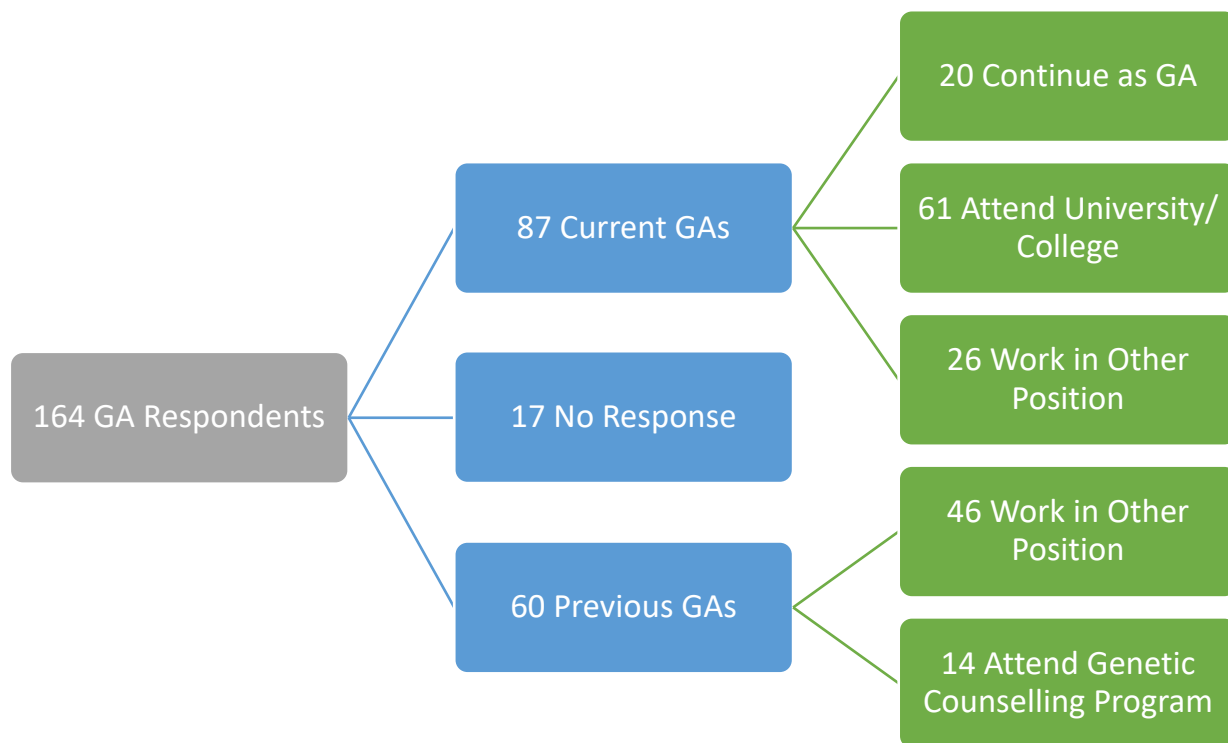 164 GA Respondents
87 Current GAs
17 No Response
60 Previous GAs
20 Continue as GA
61 Attend University/
College
26 Work in Other
Position
46 Work in Other
Position
14 Attend Genetic
Counselling Program